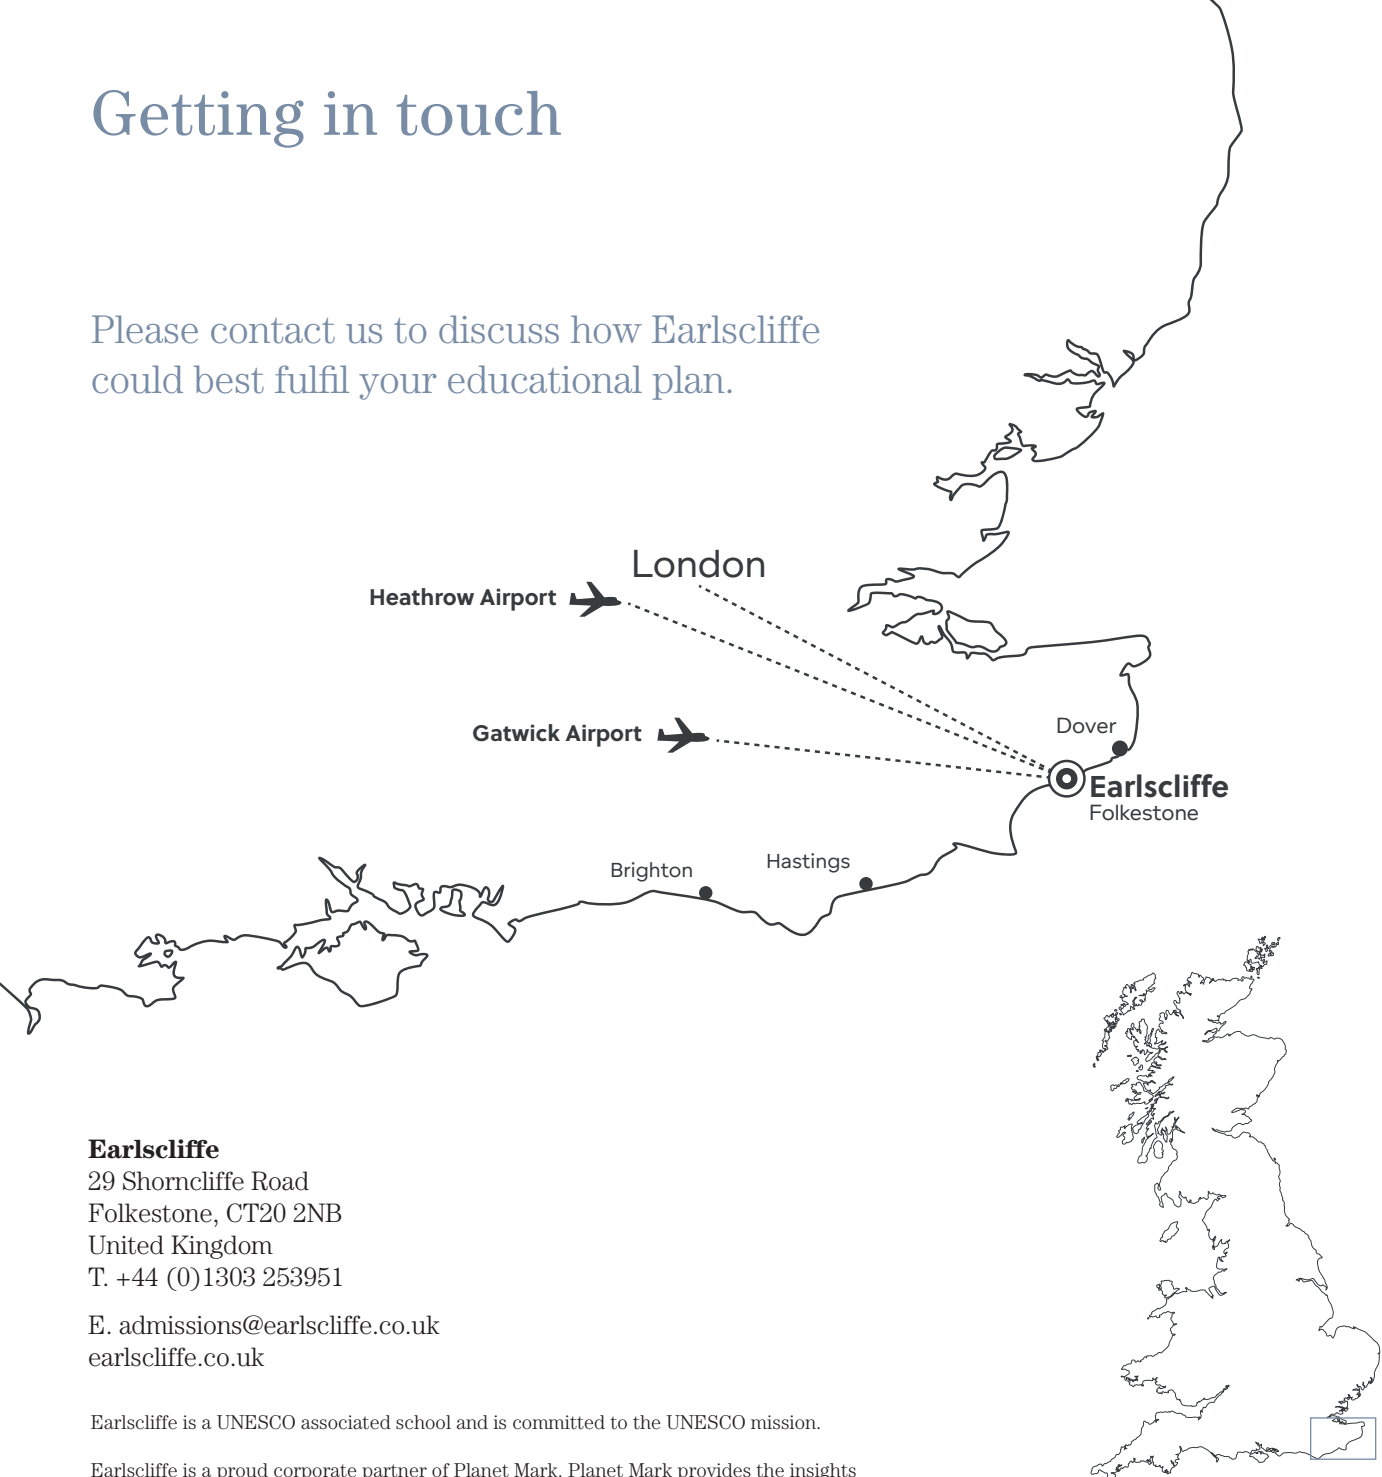 Getting in touch
Please contact us to discuss how Earlscliffe
could best fulfil your educational plan.
London
Heathrow Airport
Gatwick Airport
Dover
Earlscliffe
Folkestone
Hastings
Brighton
Earlscliffe
29 Shorncliffe Road
Folkestone, CT20 2NB
United Kingdom
T. +44 (0)1303 253951
E. admissions@earlscliffe.co.uk
earlscliffe.co.uk
Earlscliffe is a UNESCO associated school and is committed to the UNESCO mission.
Earlscliffe is a proud corporate partner of Planet Mark. Planet Mark provides the insights